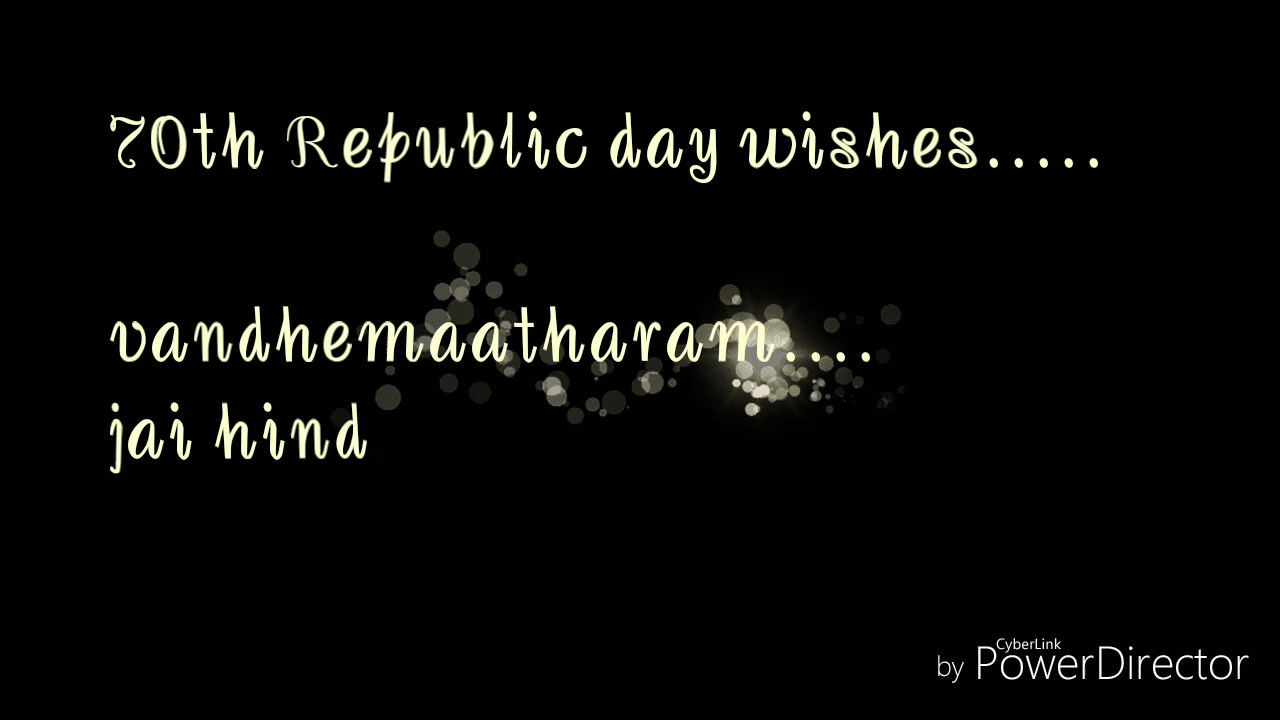 70th Republic day wishes.....
vandhemaatharam....
jai hind
CyberLink
by PowerDirector